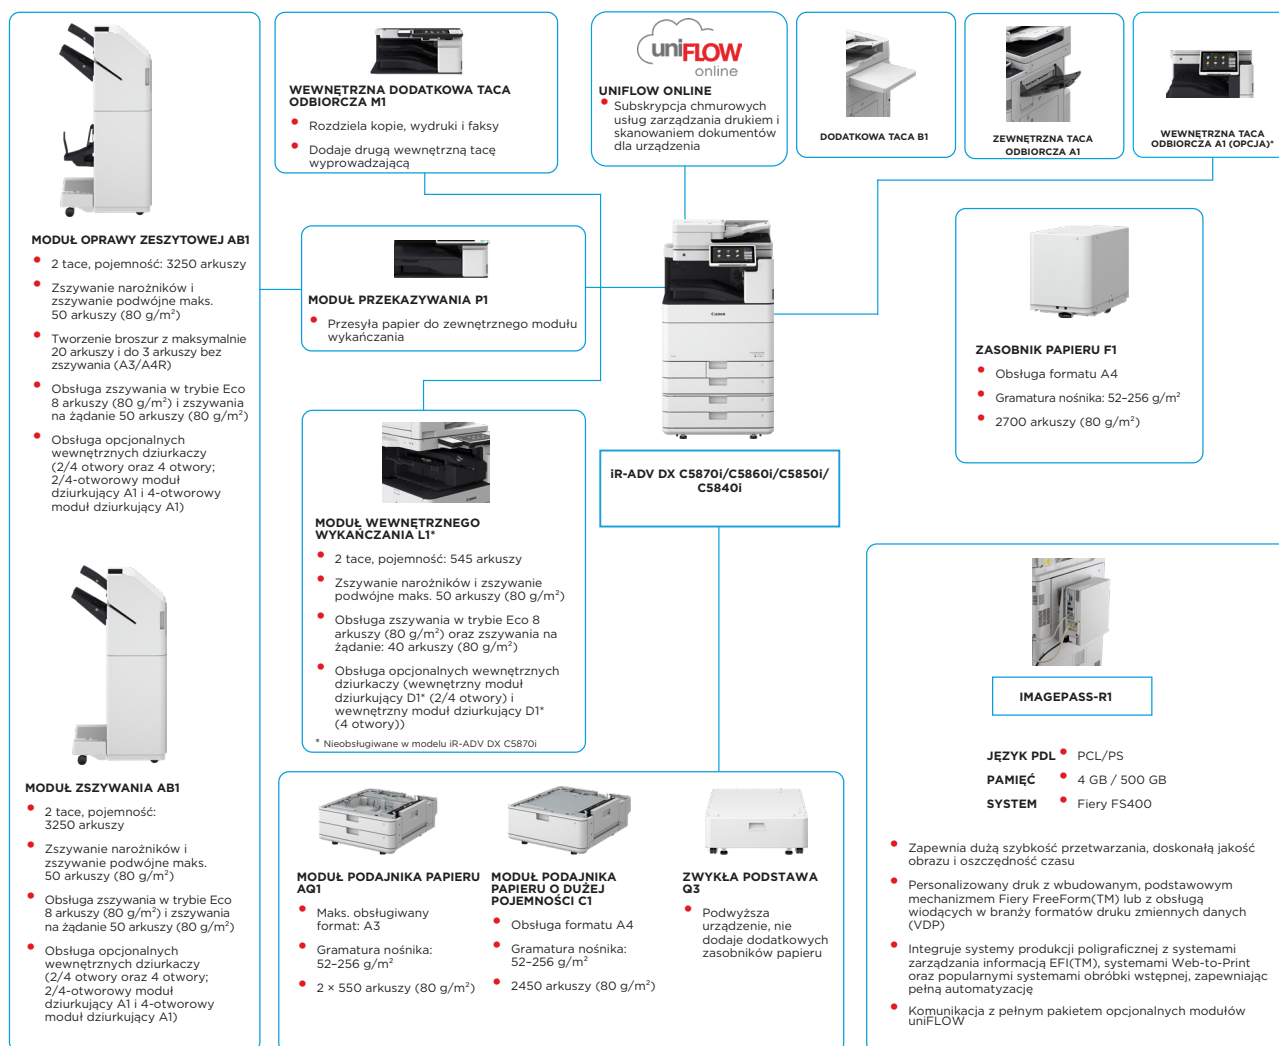 MODUŁ OPRAWY ZESZYTOWEJ AB1
• 2 tace, pojemność: 3250 arkuszy
• Zszywanie narożników i
zszywanie podwójne maks.
50 arkuszy (80 g/m²)
• Tworzenie broszur z maksymalnie
20 arkuszy i do 3 arkuszy bez
zszywania (A3/A4R)
• Obsługa zszywania w trybie Eco
8 arkuszy (80 g/m²) i zszywania
na żądanie 50 arkuszy (80 g/m²)
• Obsługa opcjonalnych
wewnętrznych dziurkaczy
(2/4 otwory oraz 4 otwory;
2/4-otworowy moduł
dziurkujący A1 i 4-otworowy
moduł dziurkujący A1)
MODUŁ ZSZYWANIA AB1
• 2 tace, pojemność:
3250 arkuszy
• Zszywanie narożników i
zszywanie podwójne maks.
50 arkuszy (80 g/m²)
• Obsługa zszywania w trybie Eco
8 arkuszy (80 g/m²) i zszywania
na żądanie 50 arkuszy (80 g/m²)
• Obsługa opcjonalnych
wewnętrznych dziurkaczy
(2/4 otwory oraz 4 otwory;
2/4-otworowy moduł
dziurkujący A1 i 4-otworowy
moduł dziurkujący A1)
WEWNĘTRZNA DODATKOWA TACA
ODBIORCZA M1
• Rozdziela kopie, wydruki i faksy
• Dodaje drugą wewnętrzną tacę
wyprowadzającą
MODUŁ PRZEKAZYWANIA P1
• Przesyła papier do zewnętrznego modułu
wykańczania
MODUŁ WEWNĘTRZNEGO
WYKAŃCZANIA L1*
• 2 tace, pojemność: 545 arkuszy
• Zszywanie narożników i zszywanie
podwójne maks. 50 arkuszy (80 g/m²)
• Obsługa zszywania w trybie Eco 8
arkuszy (80 g/m²) oraz zszywania na
żądanie: 40 arkuszy (80 g/m²)
• Obsługa opcjonalnych wewnętrznych
dziurkaczy (wewnętrzny moduł
dziurkujący D1* (2/4 otwory) i
wewnętrzny moduł dziurkujący D1*
(4 otwory))
* Nieobsługiwane w modelu iR-ADV DX C5870i
uniFLOW
online
UNIFLOW ONLINE
• Subskrypcja chmurowych
usług zarządzania drukiem i
skanowaniem dokumentów
dla urządzenia
DODATKOWA TACA B1
ZEWNĘTRZNA TACA
ODBIORCZA A1
WEWNĘTRZNA TACA
ODBIORCZA A1 (OPCJA)*
Canon
iR-ADV DX C5870i/C5860i/C5850i/
C5840i
ZASOBNIK PAPIERU F1
• Obsługa formatu A4
• Gramatura nośnika: 52–256 g/m²
• 2700 arkuszy (80 g/m²)
MODUŁ PODAJNIKA PAPIERU
AQ1
• Maks. obsługiwany
format: A3
• Gramatura nośnika:
52–256 g/m²
• 2 × 550 arkuszy (80 g/m²)
MODUŁ PODAJNIKA
PAPIERU O DUŻEJ
POJEMNOŚCI C1
• Obsługa formatu A4
• Gramatura nośnika:
52–256 g/m²
• 2450 arkuszy (80 g/m²)
ZWYKŁA PODSTAWA
Q3
• Podwyższa
urządzenie, nie
dodaje dodatkowych
zasobników papieru
IMAGEPASS-R1
JĘZYK PDL • PCL/PS
PAMIĘĆ • 4 GB / 500 GB
SYSTEM • Fiery FS400
• Zapewnia dużą szybkość przetwarzania, doskonałą jakość
obrazu i oszczędność czasu
• Personalizowany druk z wbudowanym, podstawowym
mechanizmem Fiery FreeForm(TM) lub z obsługą
wiodących w branży formatów druku zmiennych danych
(VDP)
• Integruje systemy produkcji poligraficznej z systemami
zarządzania informacją EFI(TM), systemami Web-to-Print
oraz popularnymi systemami obróbki wstępnej, zapewniając
pełną automatyzację
• Komunikacja z pełnym pakietem opcjonalnych modułów
uniFLOW